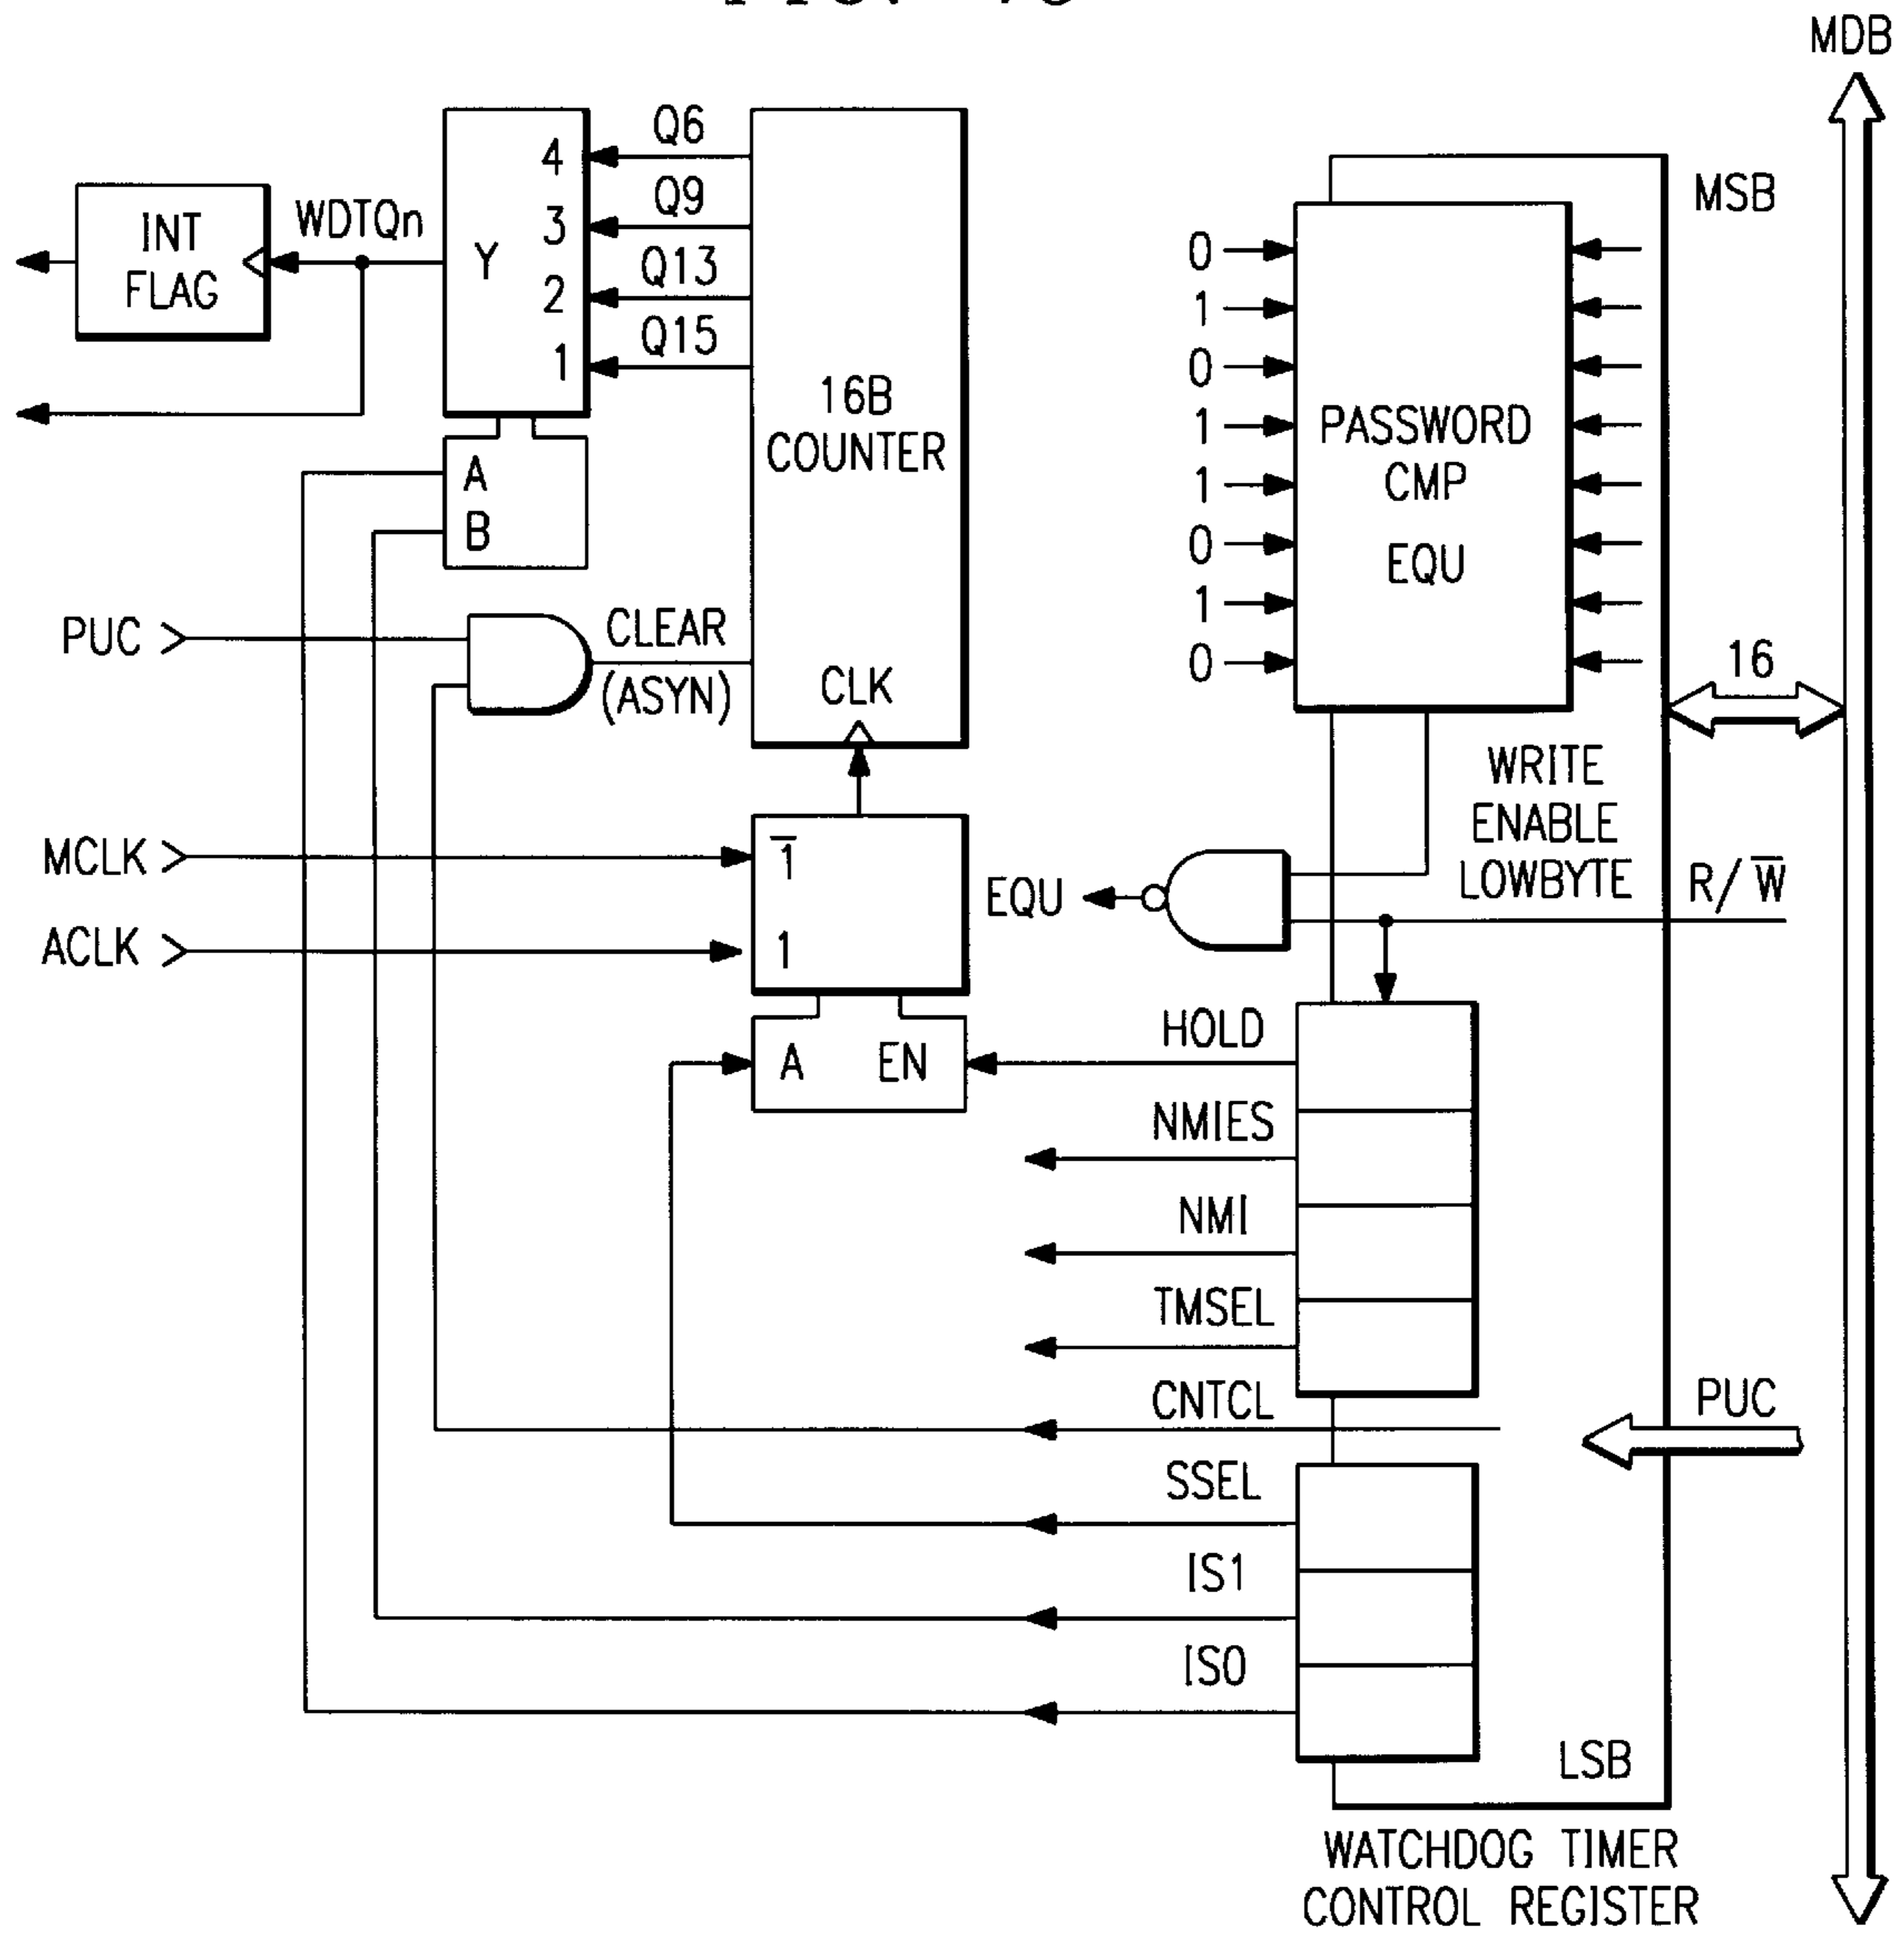 MDB
Q6
4
MSB
Q9
INT
FLAG
WDTQn
3
Y
0
Q13
2
1
Q15
1
0
16B
COUNTER
1
PASSWORD
CMP
A
1
B
0
EQU
1
PUC
CLEAR
(ASYN)
0
16
CLK
WRITE
ENABLE
LOWBYTE
MCLK
1
EQU
R/W
ACLK
1
HOLD
A
EN
NMIES
NMI
TMSEL
CNTCL
PUC
SSEL
IS1
IS0
LSB
WATCHDOG TIMER
CONTROL REGISTER